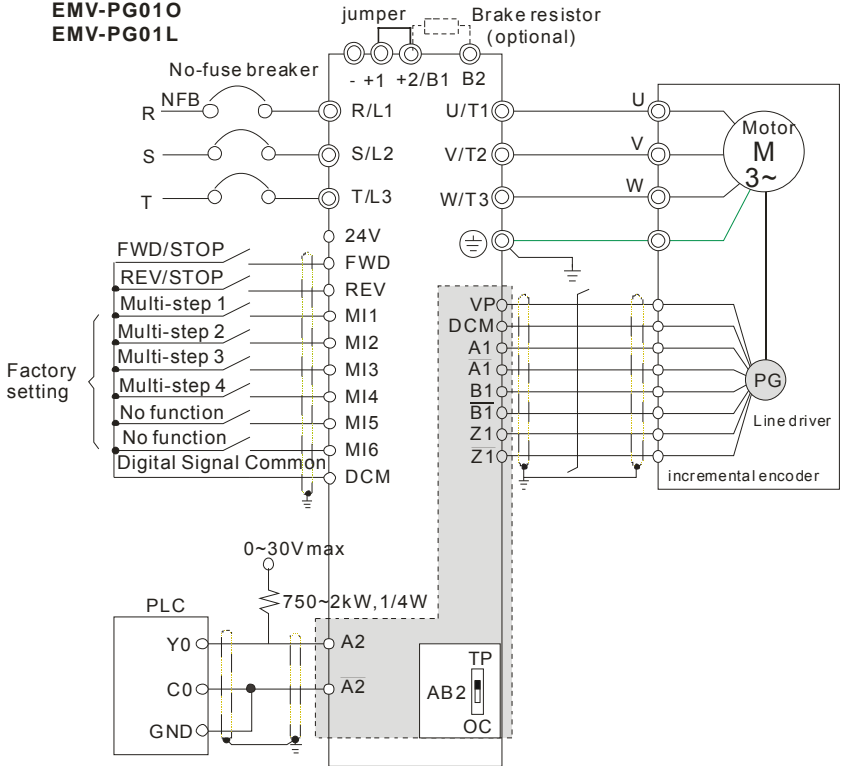 EMV-PG01O
EMV-PG01L
jumper
Brake resistor
(optional)
No-fuse breaker
- +1 +2/B1 B2
NFB
R
R/L1
U/T1
U
Motor
M
3~
S
S/L2
V/T2
V
T
T/L3
W/T3
W
24V
FWD/STOP
FWD
REV/STOP
REV
Multi-step 1
MI1
Multi-step 2
MI2
Multi-step 3
MI3
Multi-step 4
MI4
No function
MI5
No function
MI6
Digital Signal Common
DCM
Factory
setting
VP
DCM
A1
A1
B1
B1
Z1
Z1
PG
Line driver
incremental encoder
0~30Vmax
750~2kW,1/4W
PLC
Y0
A2
C0
A2
GND
TP
AB2
OC